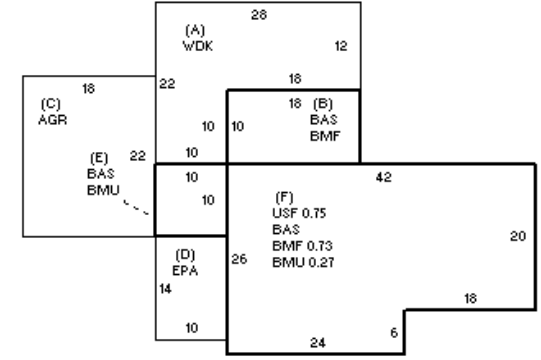 28
(A)
WDK
12
18
22
18
(C)
AGR
18 (B)
BAS
BMF
10 10
10
22
(E)
BAS
BMU
10
42
10
(F)
USF 0.75
BAS
BMF 0.73
BMU 0.27
20
(D)
EPA
26
14
18
10
6
24